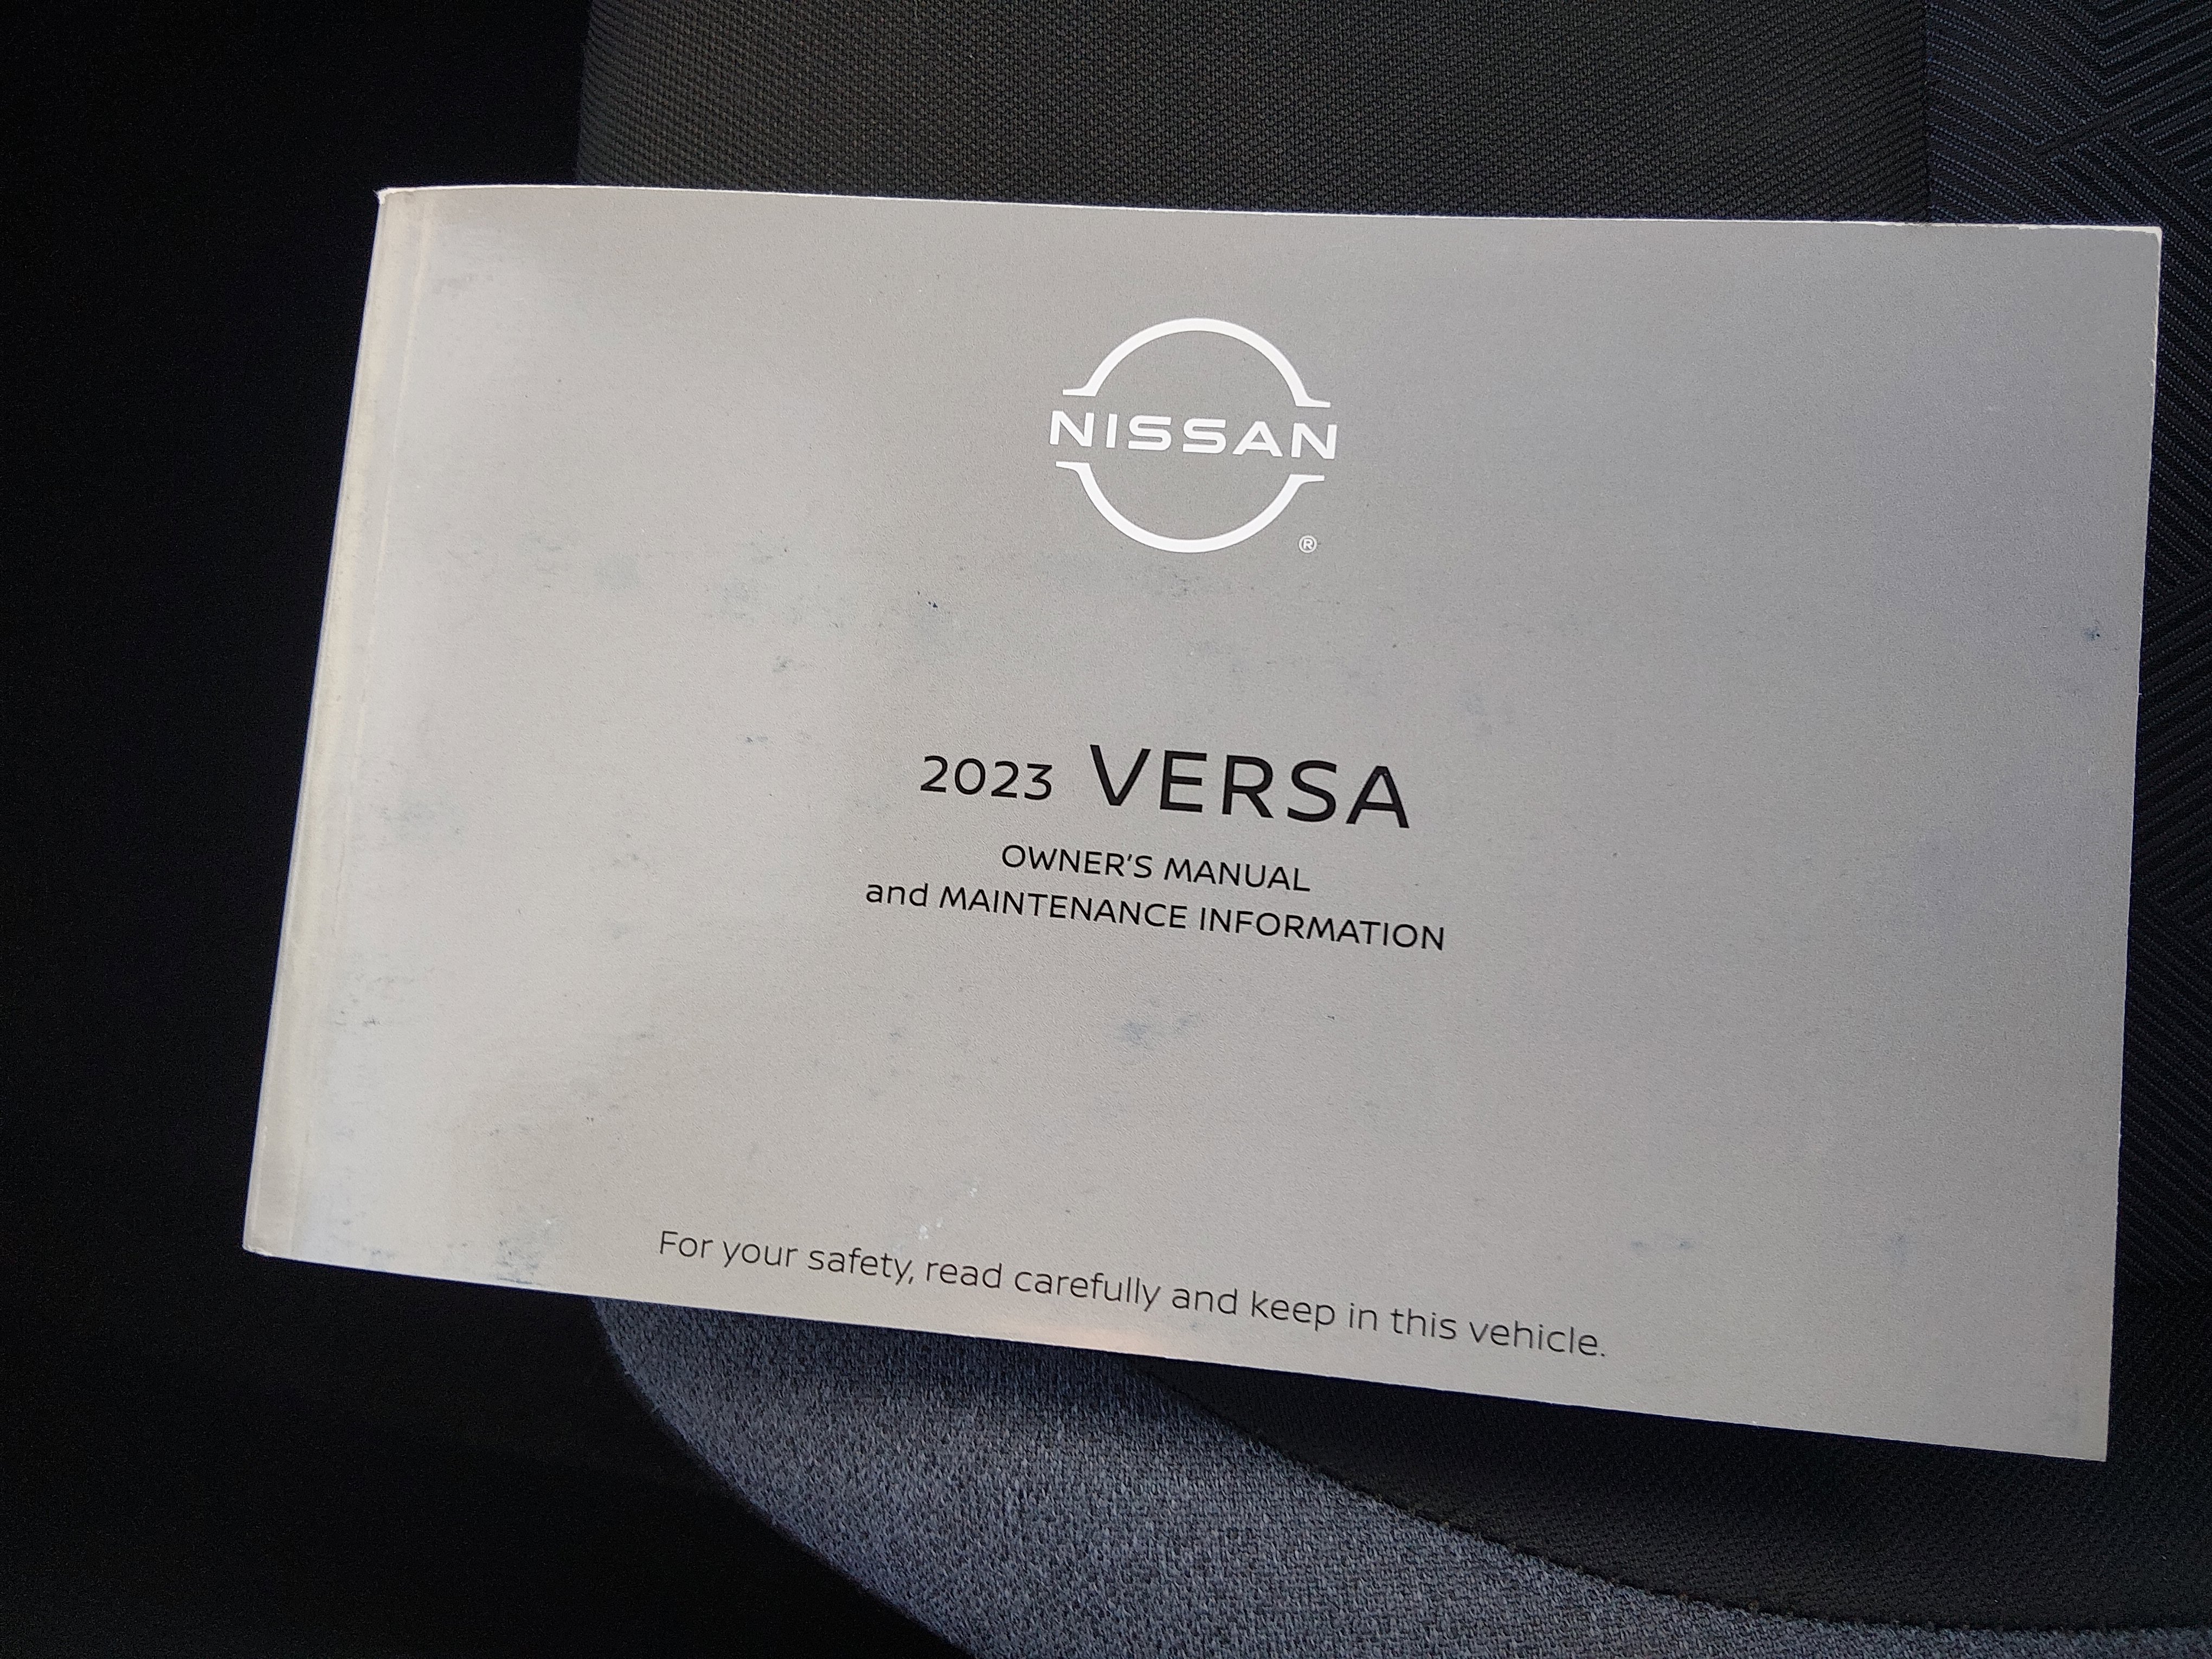 NISSAN
®
2023 VERSA
OWNER'S MANUAL
and MAINTENANCE INFORMATION
For your safety, read carefully and keep in this vehicle.